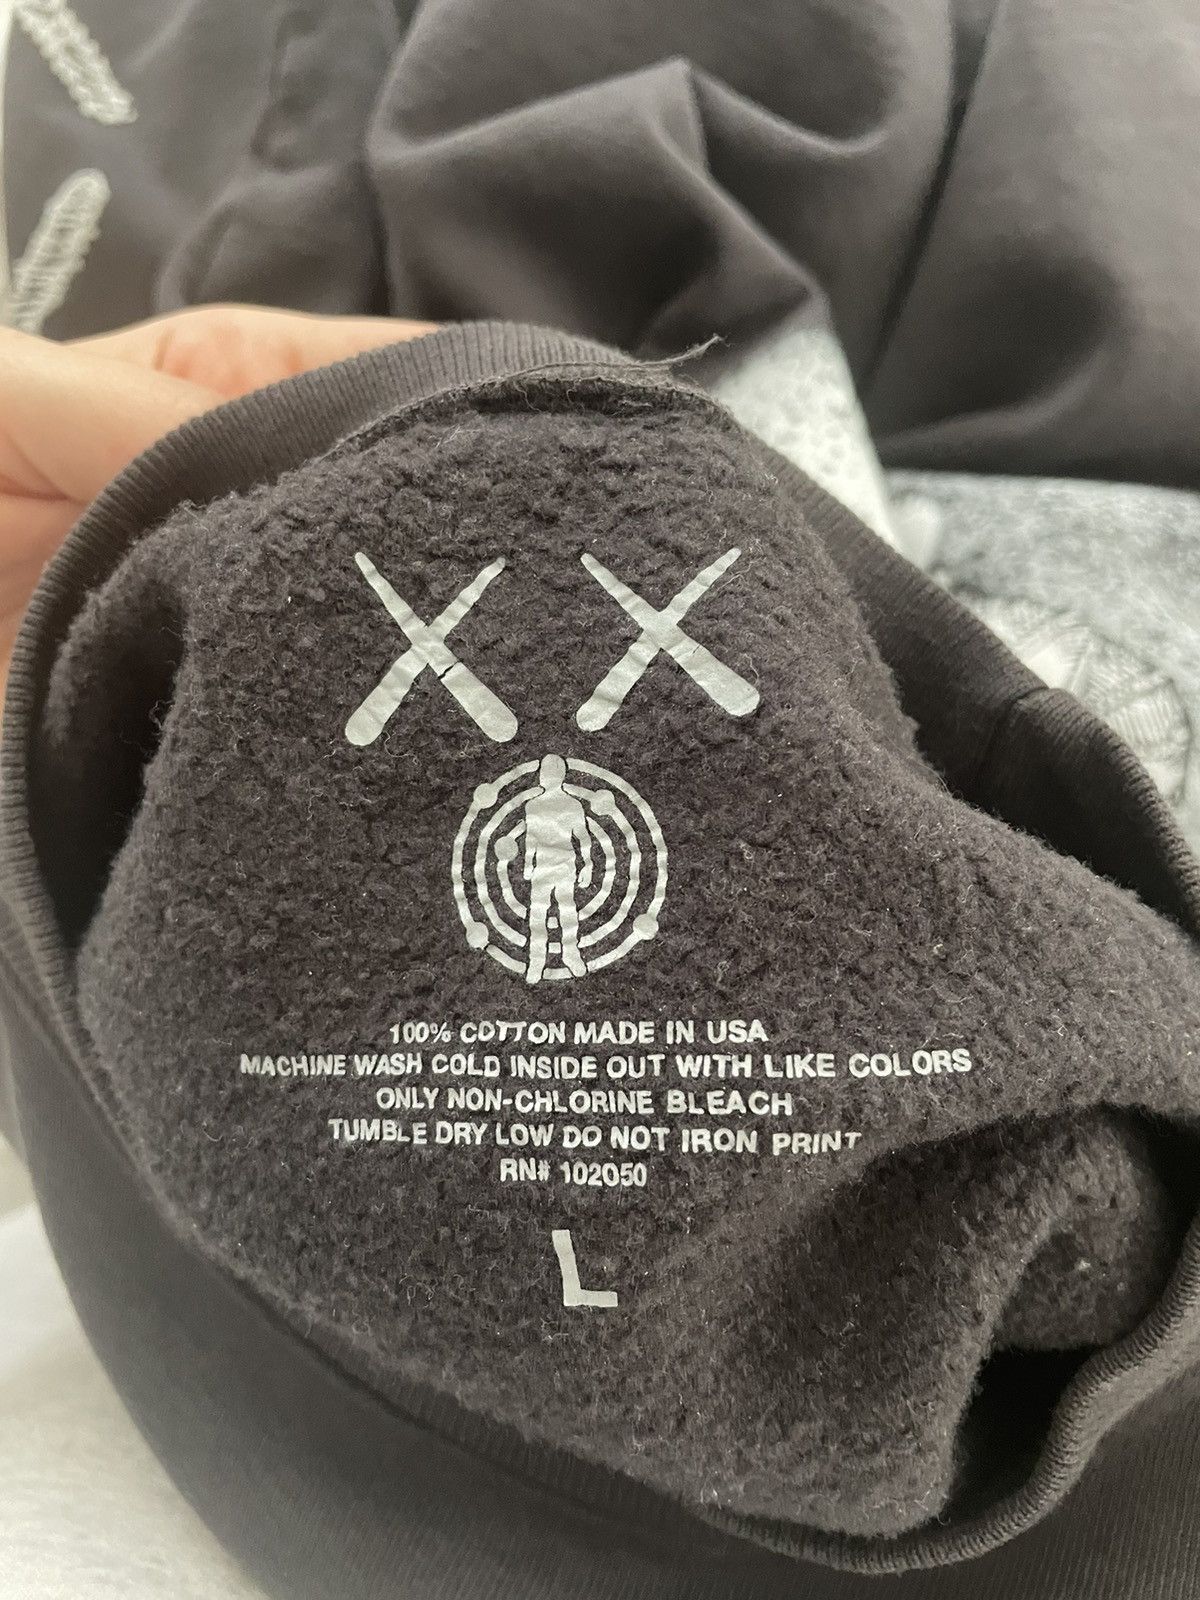 XX
100% COTTON MADE IN USA
MACHINE WASH COLD INSIDE OUT WITH LIKE COLORS
ONLY NON-CHLORINE BLEACH
TUMBLE DRY LOW DO NOT IRON PRINT
RN# 102050
L